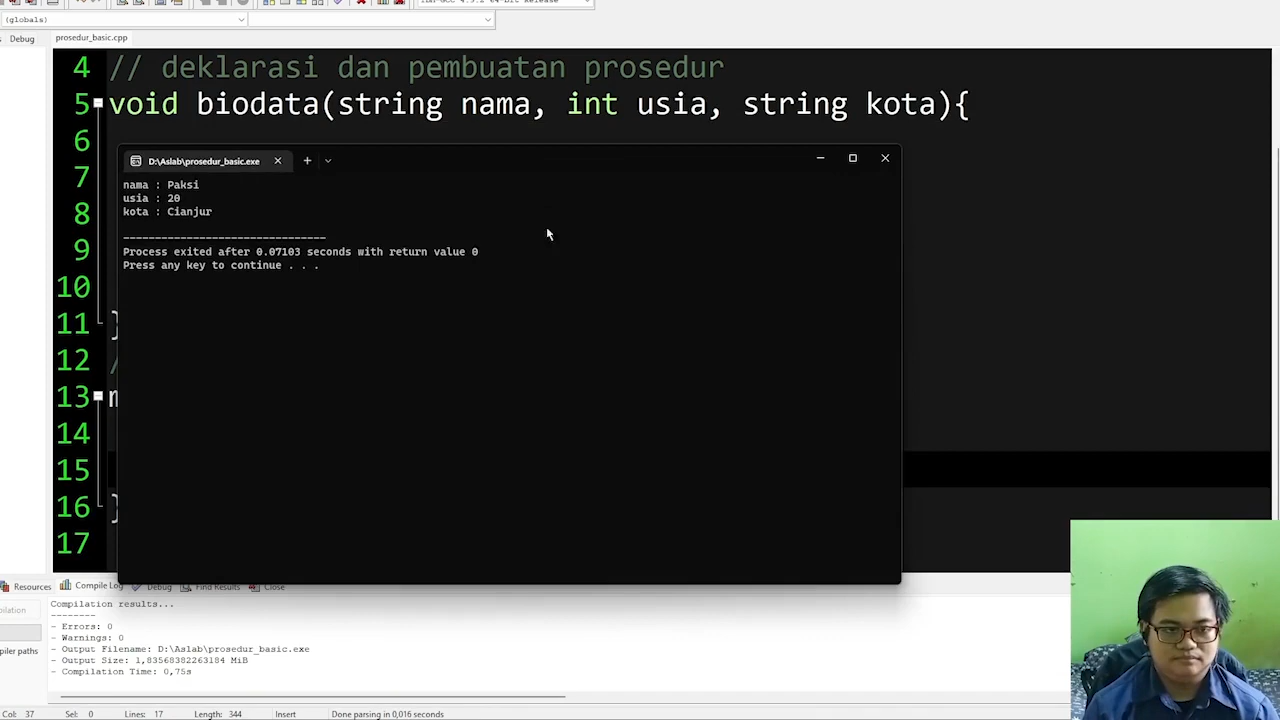 (globals)
Debug
prosedur_basic.cpp
4 // deklarasi dan pembuatan prosedur
5 void biodata(string nama, int usia, string kota){
6
7
8
9
10
11 }
12 /
13 m
14
15
16 }
17
D:\Aslab\prosedur_basic.exe
nama : Paksi
usia : 20
kota : Cianjur
--------------------------------
Process exited after 0.07103 seconds with return value 0
Press any key to continue . . .
Resources
Compile Log
Debug
Find Results
Close
Compilation results...
--------
- Errors: 0
- Warnings: 0
- Output Filename: D:\Aslab\prosedur_basic.exe
- Output Size: 1,83568382263184 MiB
- Compilation Time: 0,75s
pilation
piler paths
Col: 37 Sel: 0 Lines: 17 Length: 344 Insert Done parsing in 0,016 seconds